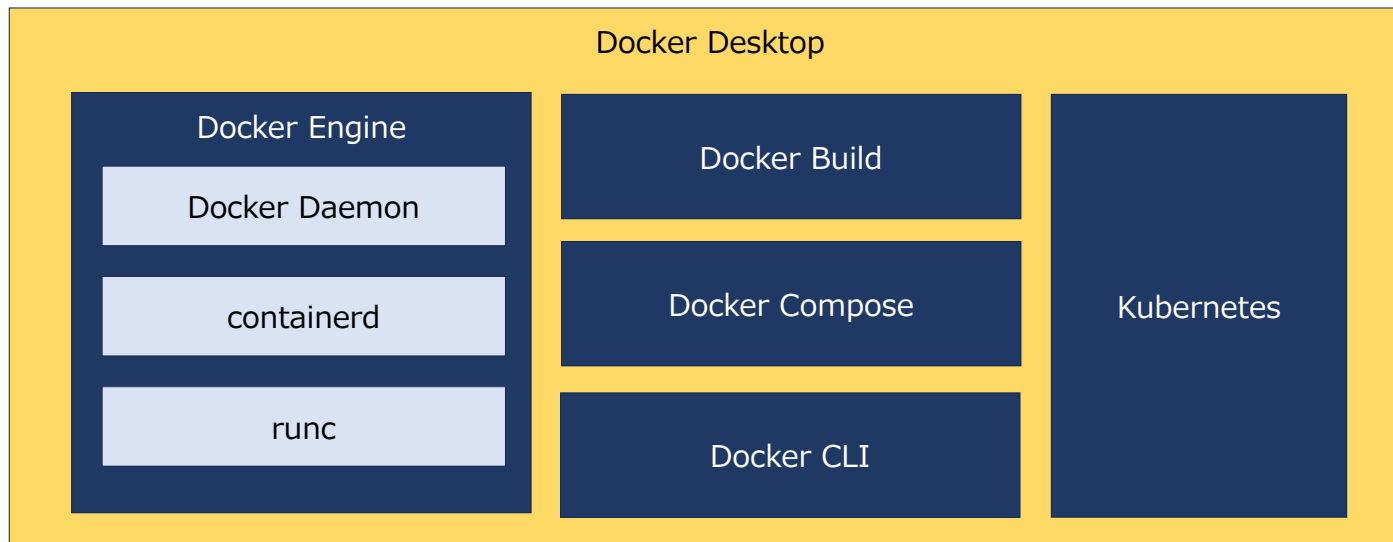 Docker Desktop
Docker Engine
Docker Daemon
containerd
runc
Docker Build
Docker Compose
Docker CLI
Kubernetes